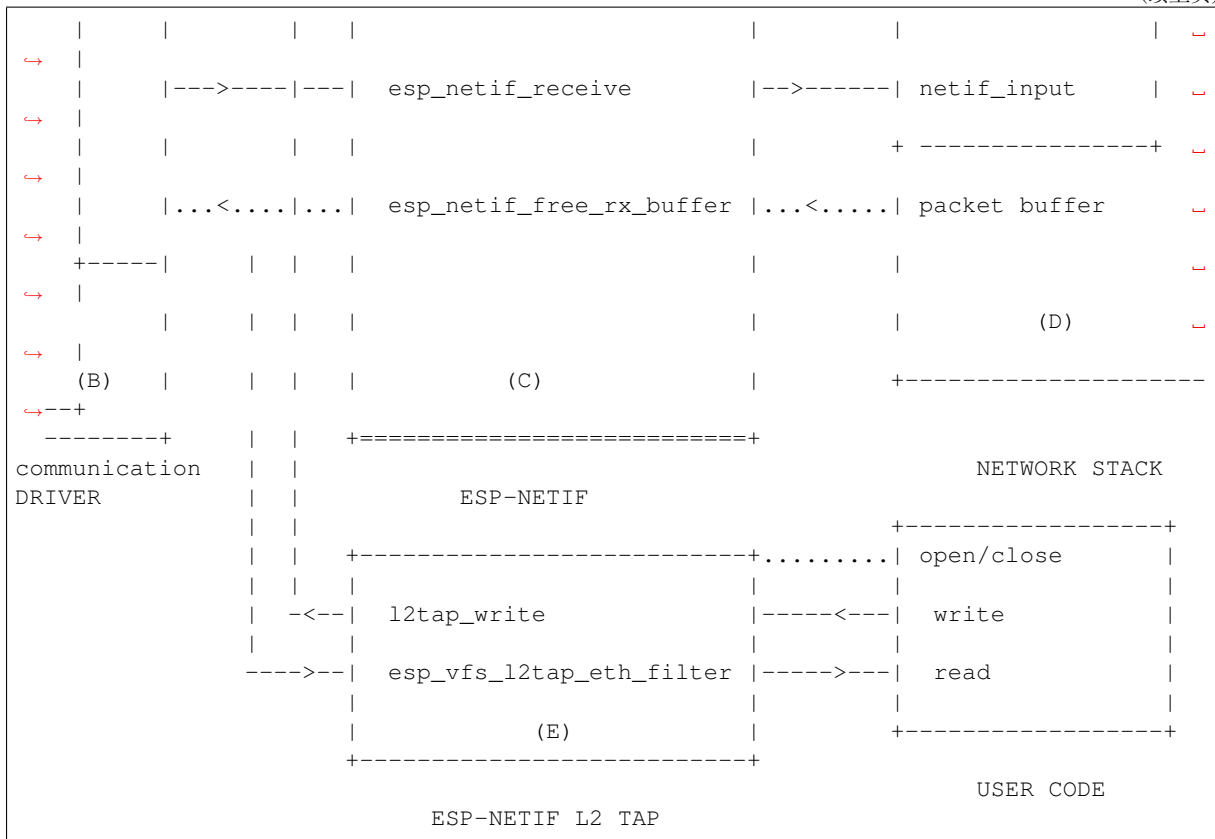 |     |        |  |                           |         |                 |  ␣
↪  |
|     |--->----|---|  esp_netif_receive        |-->------| netif_input     |  ␣
↪  |
|     |        |  |                           |         + ----------------+  ␣
↪  |
|     |...<....|...|  esp_netif_free_rx_buffer |...<.....| packet buffer      ␣
↪  |
+-----|     |  |  |                           |         |                    ␣
↪  |
|     |  |  |                           |         |         (D)        ␣
↪  |
(B)   |     |  |  |          (C)              |         +---------------------
↪--+
--------+     |  |  +===========================+
communication   |  |                                               NETWORK STACK
DRIVER          |  |           ESP-NETIF
|  |                                         +------------------+
|  |  +---------------------------+.........| open/close       |
|  |  |                           |         |                  |
|  -<--|  l2tap_write              |-----<---|  write           |
|     |                           |         |                  |
---->--|  esp_vfs_l2tap_eth_filter |----->---|  read            |
|                           |         |                  |
|            (E)            |         +------------------+
+---------------------------+
USER CODE
ESP-NETIF L2 TAP